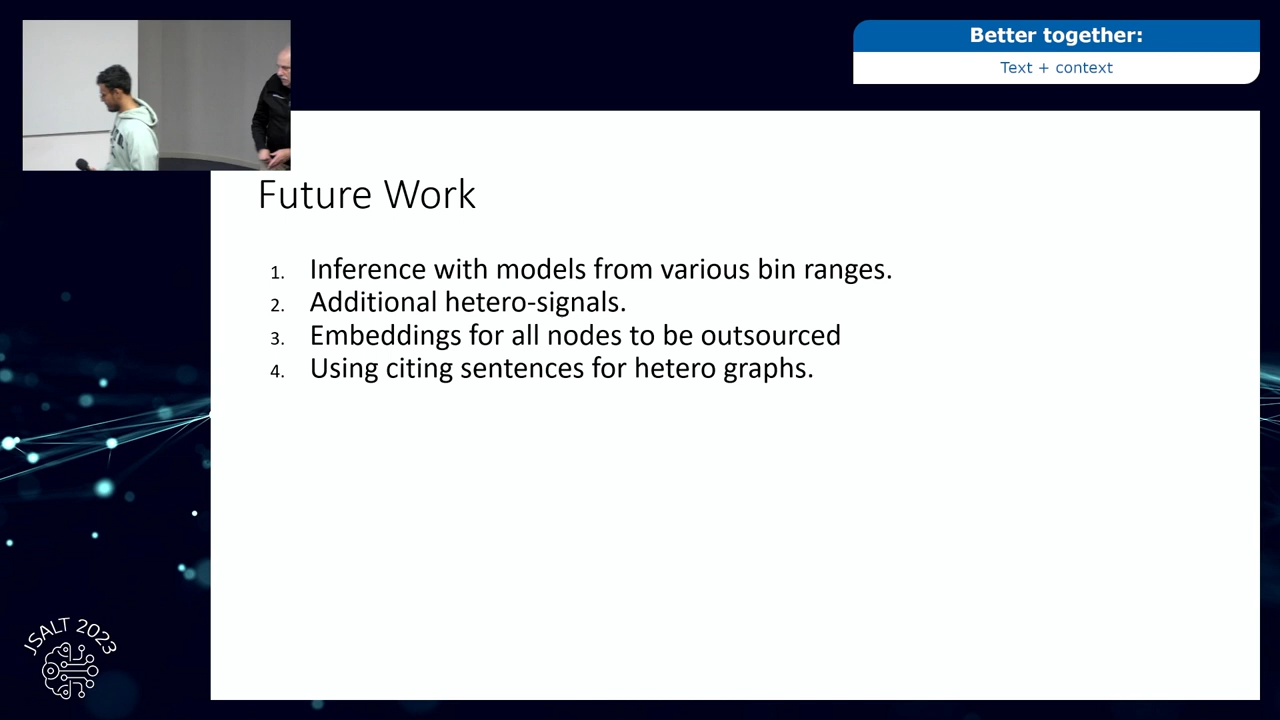 Better together:
Text + context
Future Work
1. Inference with models from various bin ranges.
2. Additional hetero-signals.
3. Embeddings for all nodes to be outsourced
4. Using citing sentences for hetero graphs.
JSALT 2023